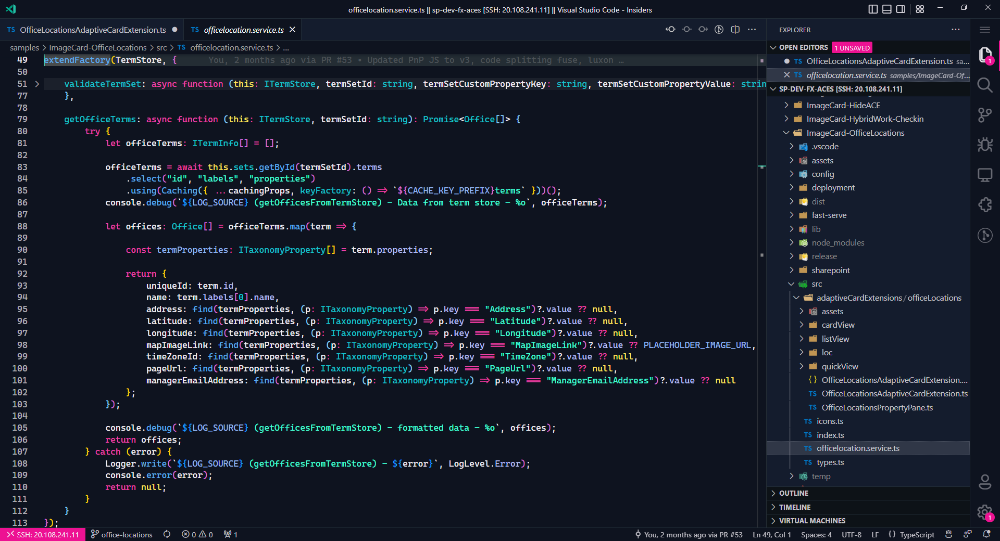 officelocation.service.ts || sp-dev-fx-aces [SSH: 20.108.241.11] || Visual Studio Code - Insiders
TS OfficeLocationsAdaptiveCardExtension.ts ●
TS officelocation.service.ts ×
samples > ImageCard-OfficeLocations > src > TS officelocation.service.ts > ...
49 extendFactory(TermStore, { You, 2 months ago via PR #53 • Updated PnP JS to v3, code splitting fuse, luxon …
50
51 > validateTermSet: async function (this: ITermStore, termSetId: string, termSetCustomPropertyKey: string, termSetCustomPropertyValue: strin
77 },
78
79 getOfficeTerms: async function (this: ITermStore, termSetId: string): Promise<Office[]> {
80 try {
81 let officeTerms: ITermInfo[] = [];
82
83 officeTerms = await this.sets.getById(termSetId).terms
84 .select("id", "labels", "properties")
85 .using(Caching({ ...cachingProps, keyFactory: () => `${CACHE_KEY_PREFIX}terms` }))();
86 console.debug(`${LOG_SOURCE} (getOfficesFromTermStore) - Data from term store - %o`, officeTerms);
87
88 let offices: Office[] = officeTerms.map(term => {
89
90 const termProperties: ITaxonomyProperty[] = term.properties;
91
92 return {
93 uniqueId: term.id,
94 name: term.labels[0].name,
95 address: find(termProperties, (p: ITaxonomyProperty) => p.key === "Address")?.value ?? null,
96 latitude: find(termProperties, (p: ITaxonomyProperty) => p.key === "Latitude")?.value ?? null,
97 longitude: find(termProperties, (p: ITaxonomyProperty) => p.key === "Longitude")?.value ?? null,
98 mapImageLink: find(termProperties, (p: ITaxonomyProperty) => p.key === "MapImageLink")?.value ?? PLACEHOLDER_IMAGE_URL,
99 timeZoneId: find(termProperties, (p: ITaxonomyProperty) => p.key === "TimeZone")?.value ?? null,
100 pageUrl: find(termProperties, (p: ITaxonomyProperty) => p.key === "PageUrl")?.value ?? null,
101 managerEmailAddress: find(termProperties, (p: ITaxonomyProperty) => p.key === "ManagerEmailAddress")?.value ?? null
102 };
103 });
104
105 console.debug(`${LOG_SOURCE} (getOfficesFromTermStore) - formatted data - %o`, offices);
106 return offices;
107 } catch (error) {
108 Logger.write(`${LOG_SOURCE} (getOfficesFromTermStore) - ${error}`, LogLevel.Error);
109 console.error(error);
110 return null;
111 }
112 }
113 });
EXPLORER
OPEN EDITORS 1 UNSAVED
● TS OfficeLocationsAdaptiveCardExtension.ts sa...
× TS officelocation.service.ts samples/ImageCard-Of...
SP-DEV-FX-ACES [SSH: 20.108.241.11]
ImageCard-HideACE
ImageCard-HybridWork-Checkin
ImageCard-OfficeLocations
.vscode
assets
config
deployment
dist
fast-serve
lib
node_modules
release
sharepoint
src
adaptiveCardExtensions / officeLocations
assets
cardView
listView
loc
quickView
{} OfficeLocationsAdaptiveCardExtension....
TS OfficeLocationsAdaptiveCardExtension.ts
TS OfficeLocationsPropertyPane.ts
TS icons.ts
TS index.ts
TS officelocation.service.ts
TS types.ts
temp
OUTLINE
TIMELINE
VIRTUAL MACHINES
1
1
SSH: 20.108.241.11 office-locations 0 0 1 You, 2 months ago via PR #53 Ln 49, Col 1 Spaces: 4 UTF-8 LF {} TypeScript